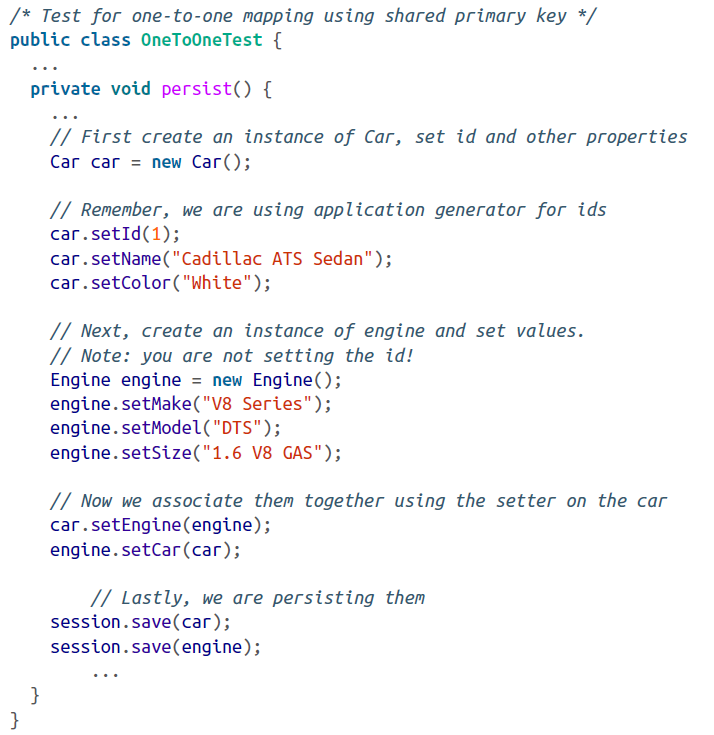 /* Test for one-to-one mapping using shared primary key */
public class OneToOneTest {
  ...
  private void persist() {
    ...
    // First create an instance of Car, set id and other properties
    Car car = new Car();

    // Remember, we are using application generator for ids
    car.setId(1);
    car.setName("Cadillac ATS Sedan");
    car.setColor("White");

    // Next, create an instance of engine and set values.
    // Note: you are not setting the id!
    Engine engine = new Engine();
    engine.setMake("V8 Series");
    engine.setModel("DTS");
    engine.setSize("1.6 V8 GAS");

    // Now we associate them together using the setter on the car
    car.setEngine(engine);
    engine.setCar(car);

        // Lastly, we are persisting them
    session.save(car);
    session.save(engine);
        ...
  }
}